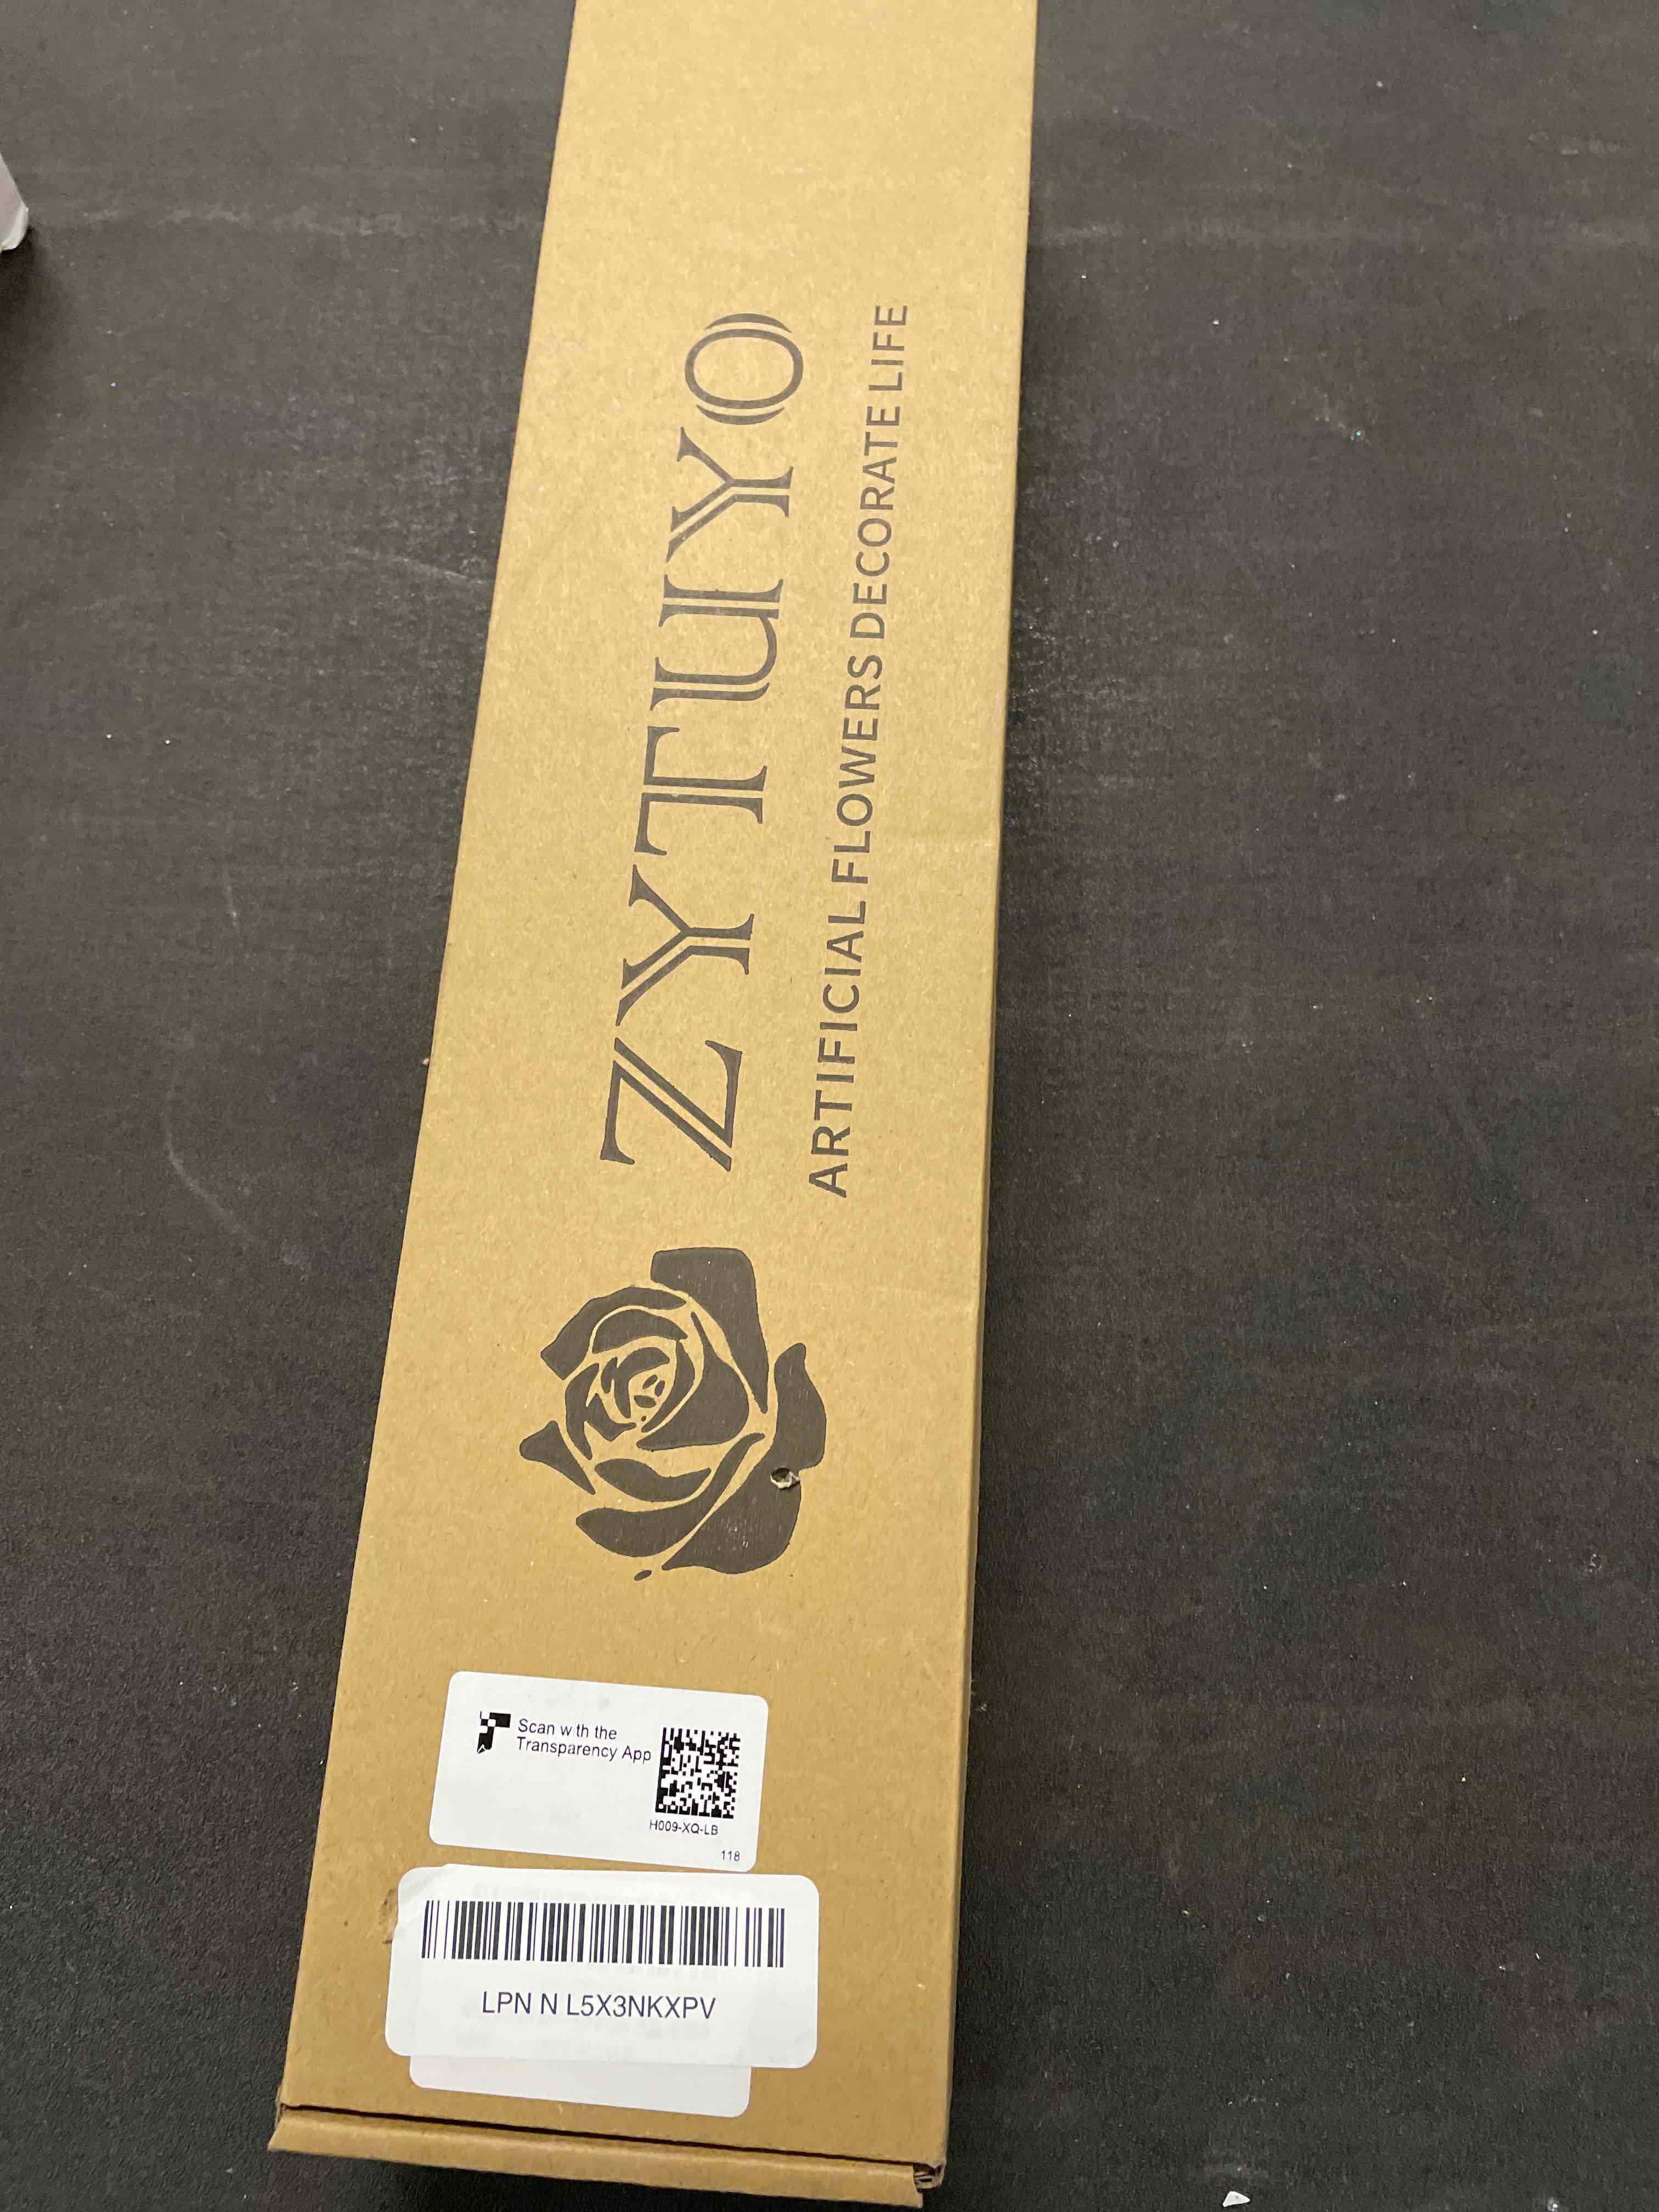 ZYTUYO
ARTIFICIAL FLOWERS DECORATE LIFE
Scan with the
Transparency App
H009-XQ-LB
118
LPN N L5X3NKXPV